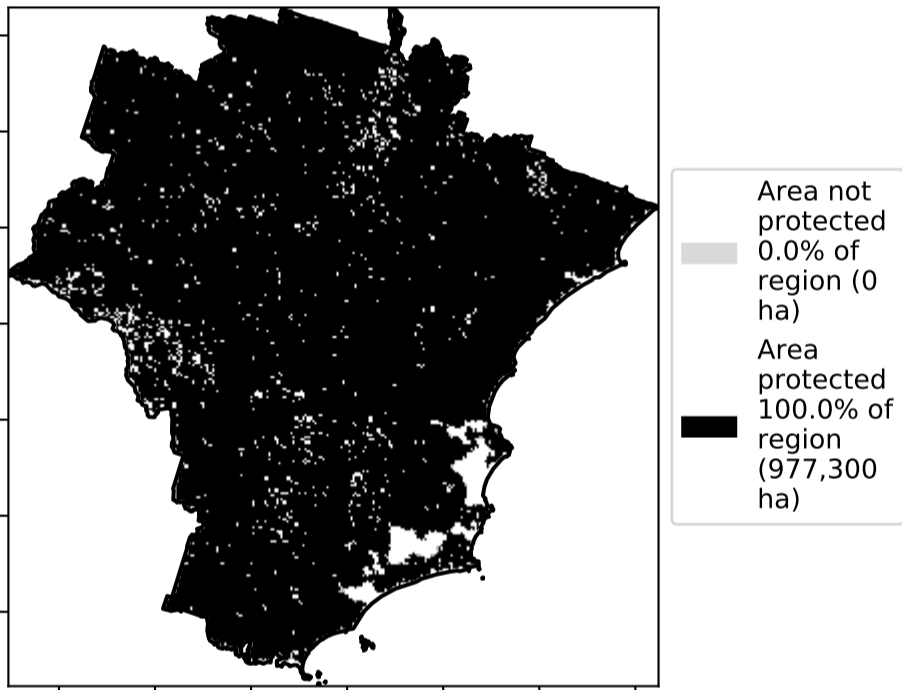 Area not
protected
0.0% of
region (0
ha)
Area
protected
100.0% of
region
(977,300
ha)